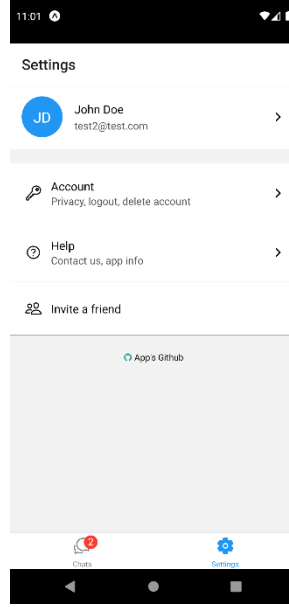 11:01
Settings
JD
John Doe
test2@test.com
Account
Privacy, logout, delete account
Help
Contact us, app info
Invite a friend
App's Github
2
Chats
Settings